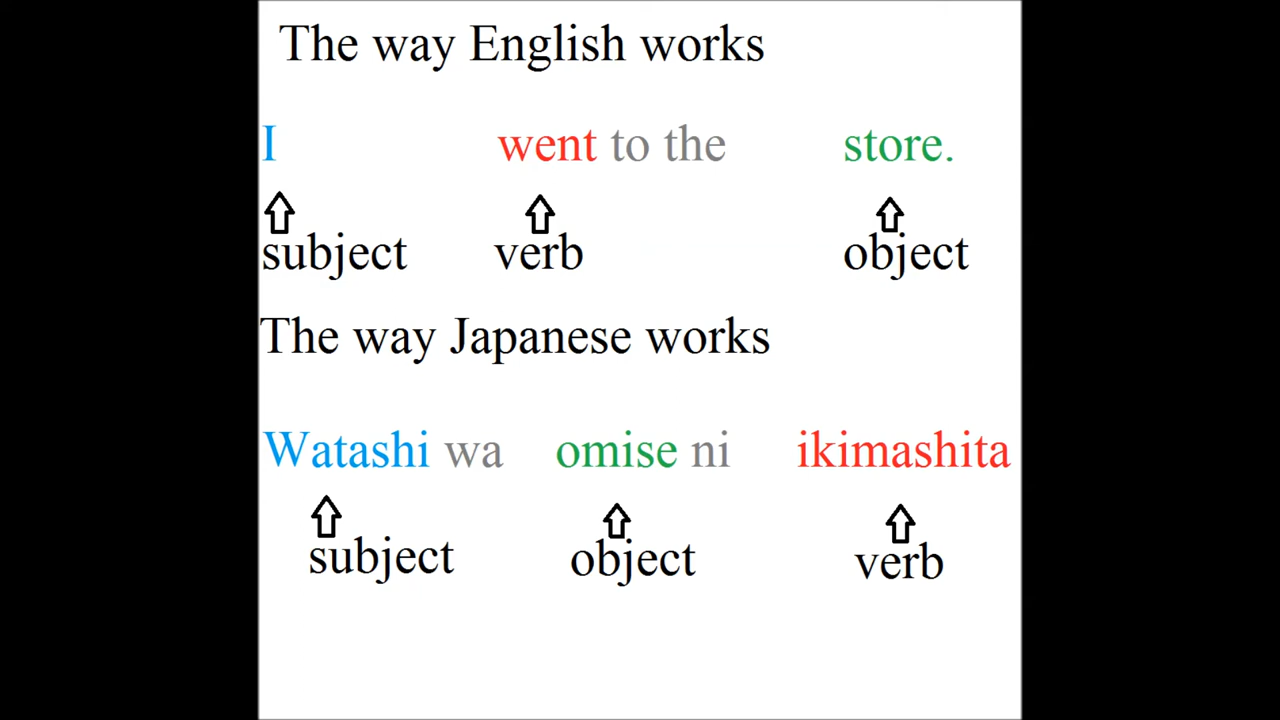 The way English works
I went to the store.
subject verb object
The way Japanese works
Watashi wa omise ni ikimashita
subject object verb